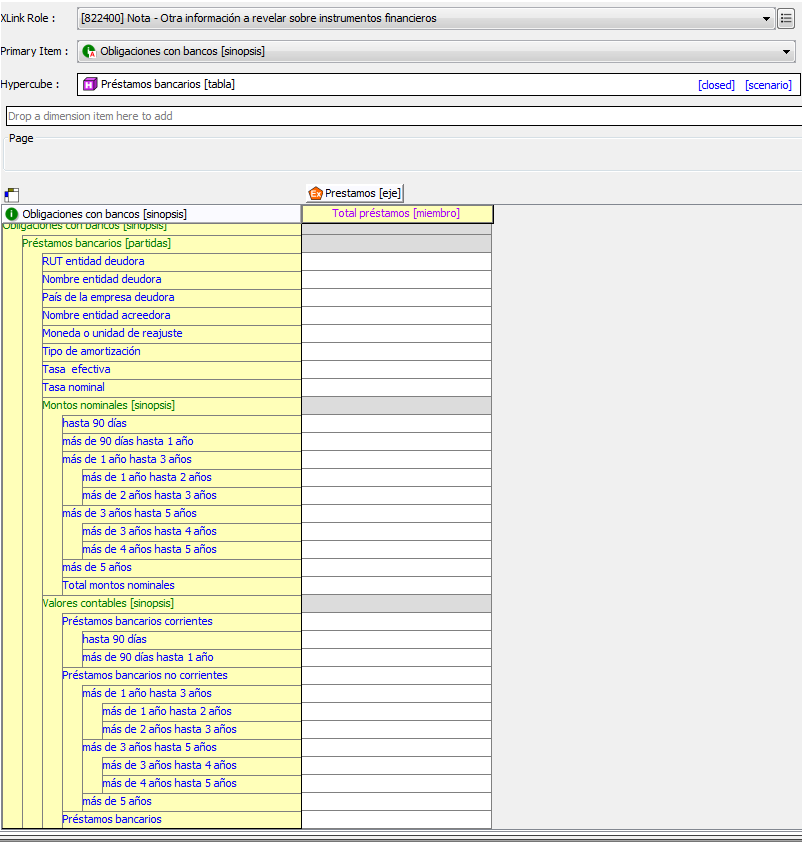 XLink Role : [822400] Nota - Otra información a revelar sobre instrumentos financieros
Primary Item : Obligaciones con bancos [sinopsis]
Hypercube : H Préstamos bancarios [tabla] [closed] [scenario]
Drop a dimension item here to add
Page
Ex Prestamos [eje]
Obligaciones con bancos [sinopsis] Total préstamos [miembro]
Obligaciones con bancos [sinopsis]
Préstamos bancarios [partidas]
RUT entidad deudora
Nombre entidad deudora
País de la empresa deudora
Nombre entidad acreedora
Moneda o unidad de reajuste
Tipo de amortización
Tasa efectiva
Tasa nominal
Montos nominales [sinopsis]
hasta 90 días
más de 90 días hasta 1 año
más de 1 año hasta 3 años
más de 1 año hasta 2 años
más de 2 años hasta 3 años
más de 3 años hasta 5 años
más de 3 años hasta 4 años
más de 4 años hasta 5 años
más de 5 años
Total montos nominales
Valores contables [sinopsis]
Préstamos bancarios corrientes
hasta 90 días
más de 90 días hasta 1 año
Préstamos bancarios no corrientes
más de 1 año hasta 3 años
más de 1 año hasta 2 años
más de 2 años hasta 3 años
más de 3 años hasta 5 años
más de 3 años hasta 4 años
más de 4 años hasta 5 años
más de 5 años
Préstamos bancarios